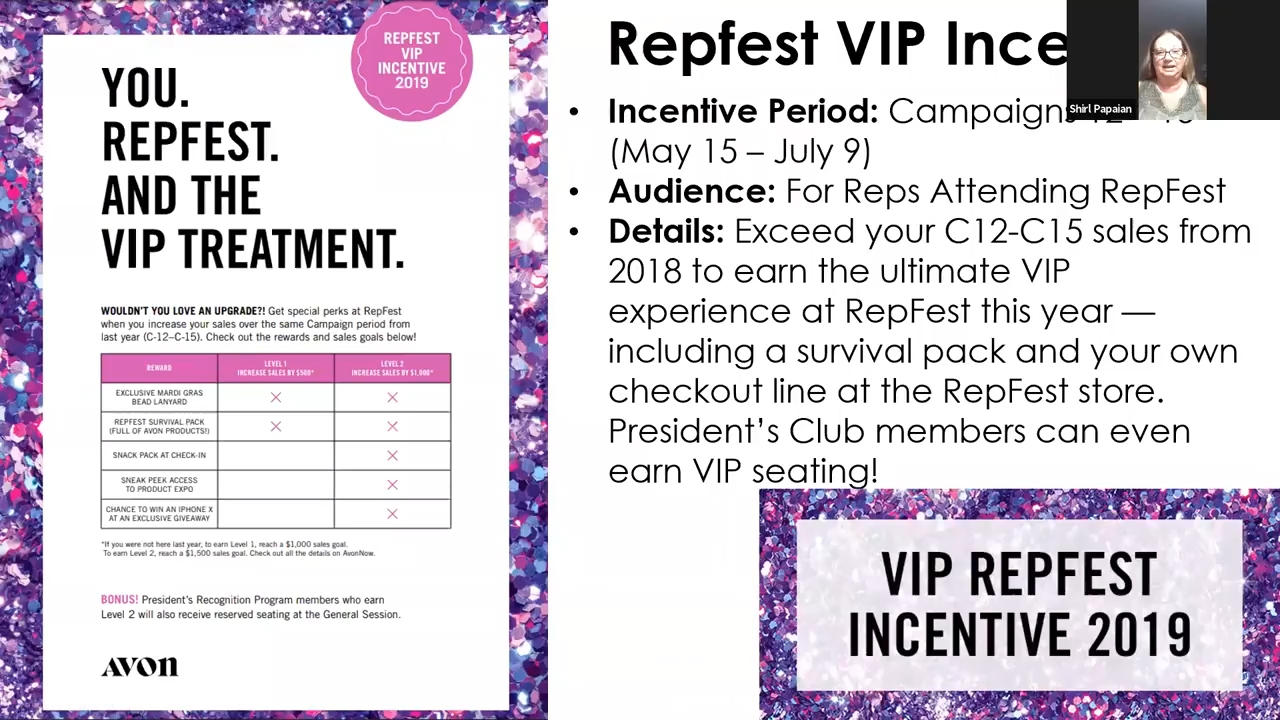 REPFEST
VIP
INCENTIVE
2019
YOU.
REPFEST.
AND THE
VIP TREATMENT.
WOULDN'T YOU LOVE AN UPGRADE?! Get special perks at RepFest
when you increase your sales over the same Campaign period from
last year (C-12–C-15). Check out the rewards and sales goals below!
REWARD
LEVEL 1
INCREASE SALES BY $500*
LEVEL 2
INCREASE SALES BY $1,000*
EXCLUSIVE MARDI GRAS
BEAD LANYARD
REPFEST SURVIVAL PACK
(FULL OF AVON PRODUCTS!)
SNACK PACK AT CHECK-IN
SNEAK PEEK ACCESS
TO PRODUCT EXPO
CHANCE TO WIN AN IPHONE X
AT AN EXCLUSIVE GIVEAWAY
*If you were not here last year, to earn Level 1, reach a $1,000 sales goal.
To earn Level 2, reach a $1,500 sales goal. Check out all the details on AvonNow.
BONUS! President's Recognition Program members who earn
Level 2 will also receive reserved seating at the General Session.
AVON
Repfest VIP Ince
• Incentive Period: Campaigns
(May 15 – July 9)
• Audience: For Reps Attending RepFest
• Details: Exceed your C12-C15 sales from
2018 to earn the ultimate VIP
experience at RepFest this year —
including a survival pack and your own
checkout line at the RepFest store.
President's Club members can even
earn VIP seating!
VIP REPFEST
INCENTIVE 2019
Shirl Papaian